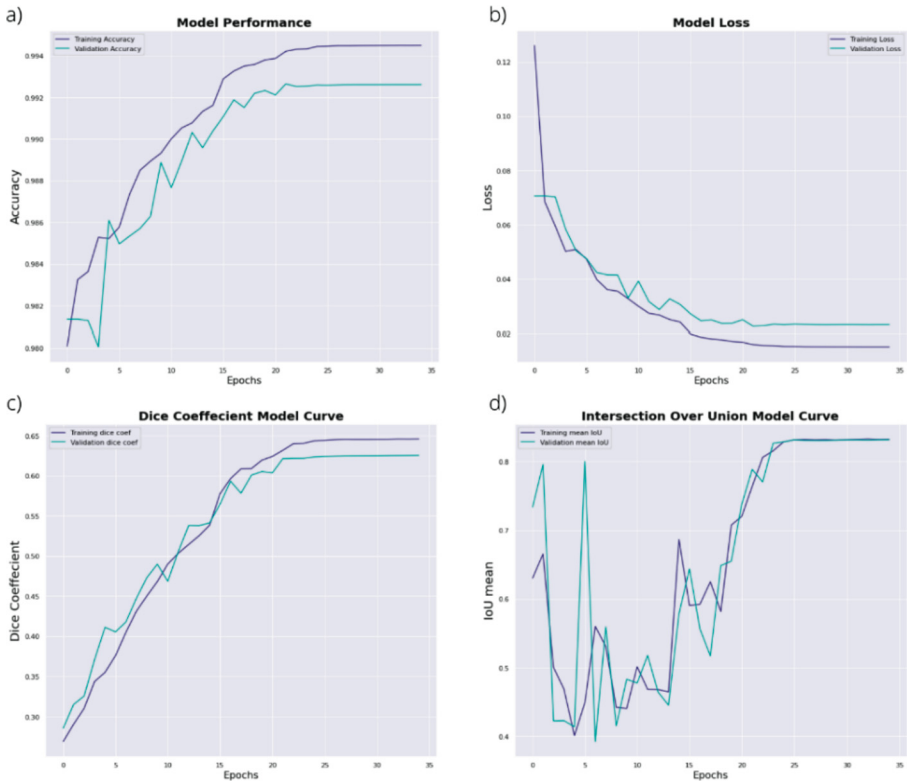 a)
Model Performance
Training Accuracy
Validation Accuracy
0.994
0.992
0.990
0.988
0.986
0.984
0.982
0.980
Accuracy
0 5 10 15 20 25 30 35
Epochs
b)
Model Loss
Training Loss
Validation Loss
0.12
0.10
0.08
0.06
0.04
0.02
Loss
0 5 10 15 20 25 30 35
Epochs
c)
Dice Coeffecient Model Curve
Training dice coef
Validation dice coef
0.65
0.60
0.55
0.50
0.45
0.40
0.35
0.30
Dice Coeffecient
0 5 10 15 20 25 30 35
Epochs
d)
Intersection Over Union Model Curve
Training mean IoU
Validation mean IoU
0.8
0.7
0.6
0.5
0.4
IoU mean
0 5 10 15 20 25 30 35
Epochs